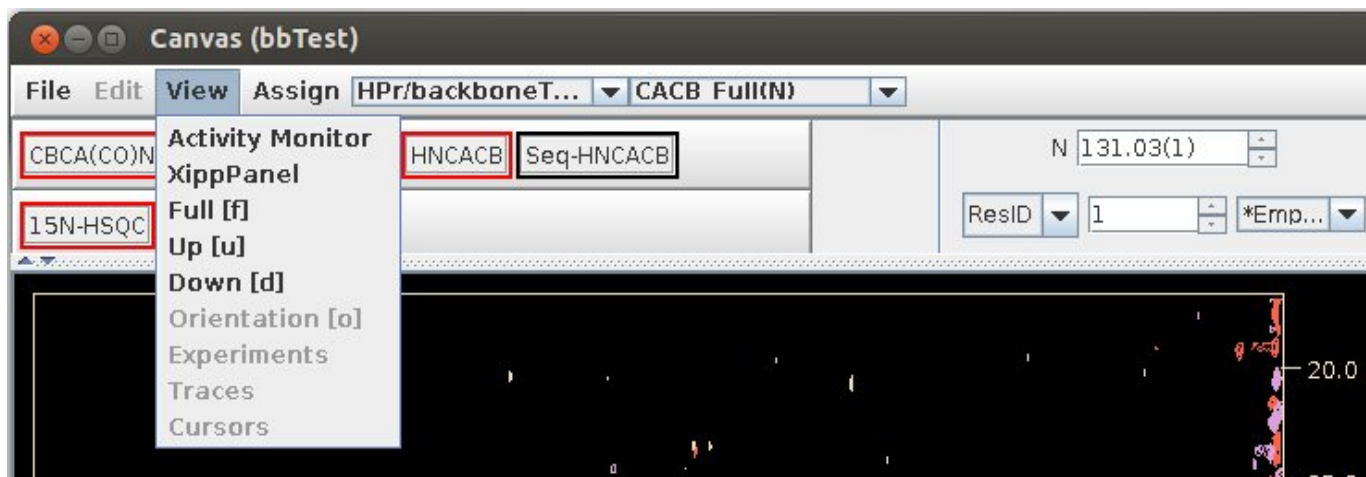 Canvas (bbTest)
File Edit View Assign HPr/backboneT... CACB Full(N)
CBCA(CO)N HNCACB Seq-HNCACB
N 131.03(1)
15N-HSQC
ResID 1 *Emp...
Activity Monitor
XippPanel
Full [f]
Up [u]
Down [d]
Orientation [o]
Experiments
Traces
Cursors
20.0